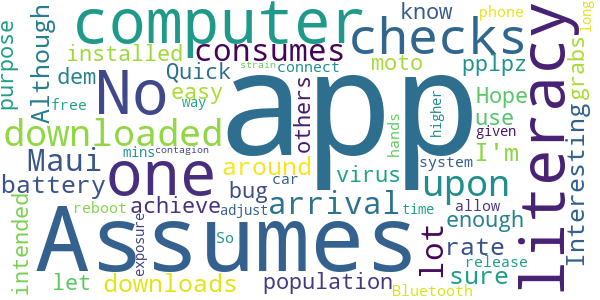 app
Assumes
literacy
computer
No
one
checks
downloaded
upon
arrival
lot
consumes
Maui
Although
installed
Quick
dem
battery
achieve
bug
around
others
easy
moto
know
phone
long
pplpz
grabs
Hope
use
I'm
Interesting
enough
rate
sure
population
downloads
let
intended
purpose
virus
connect
strain
free
way
mins
contagion
car
hands
higher
given
system
allow
time
adjust
release
Bluetooth
So
exposure
reboot